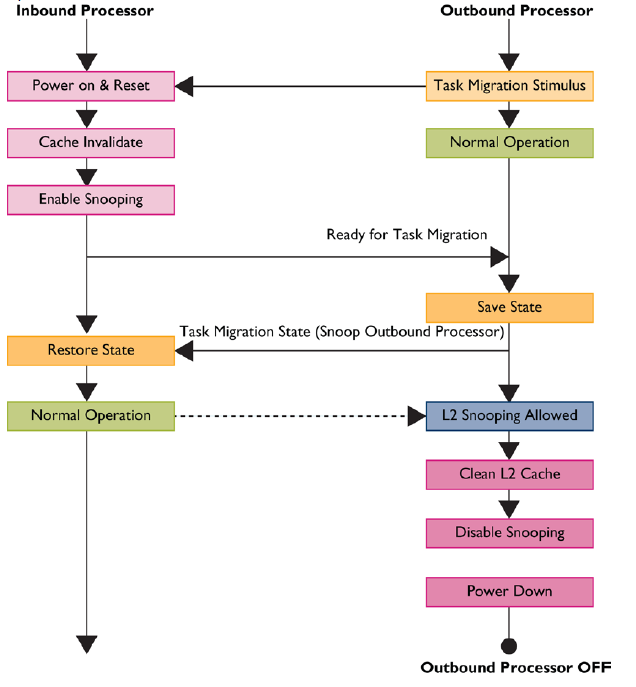 Inbound Processor
Outbound Processor
Power on & Reset
Task Migration Stimulus
Cache Invalidate
Normal Operation
Enable Snooping
Ready for Task Migration
Save State
Task Migration State (Snoop Outbound Processor)
Restore State
Normal Operation
L2 Snooping Allowed
Clean L2 Cache
Disable Snooping
Power Down
Outbound Processor OFF